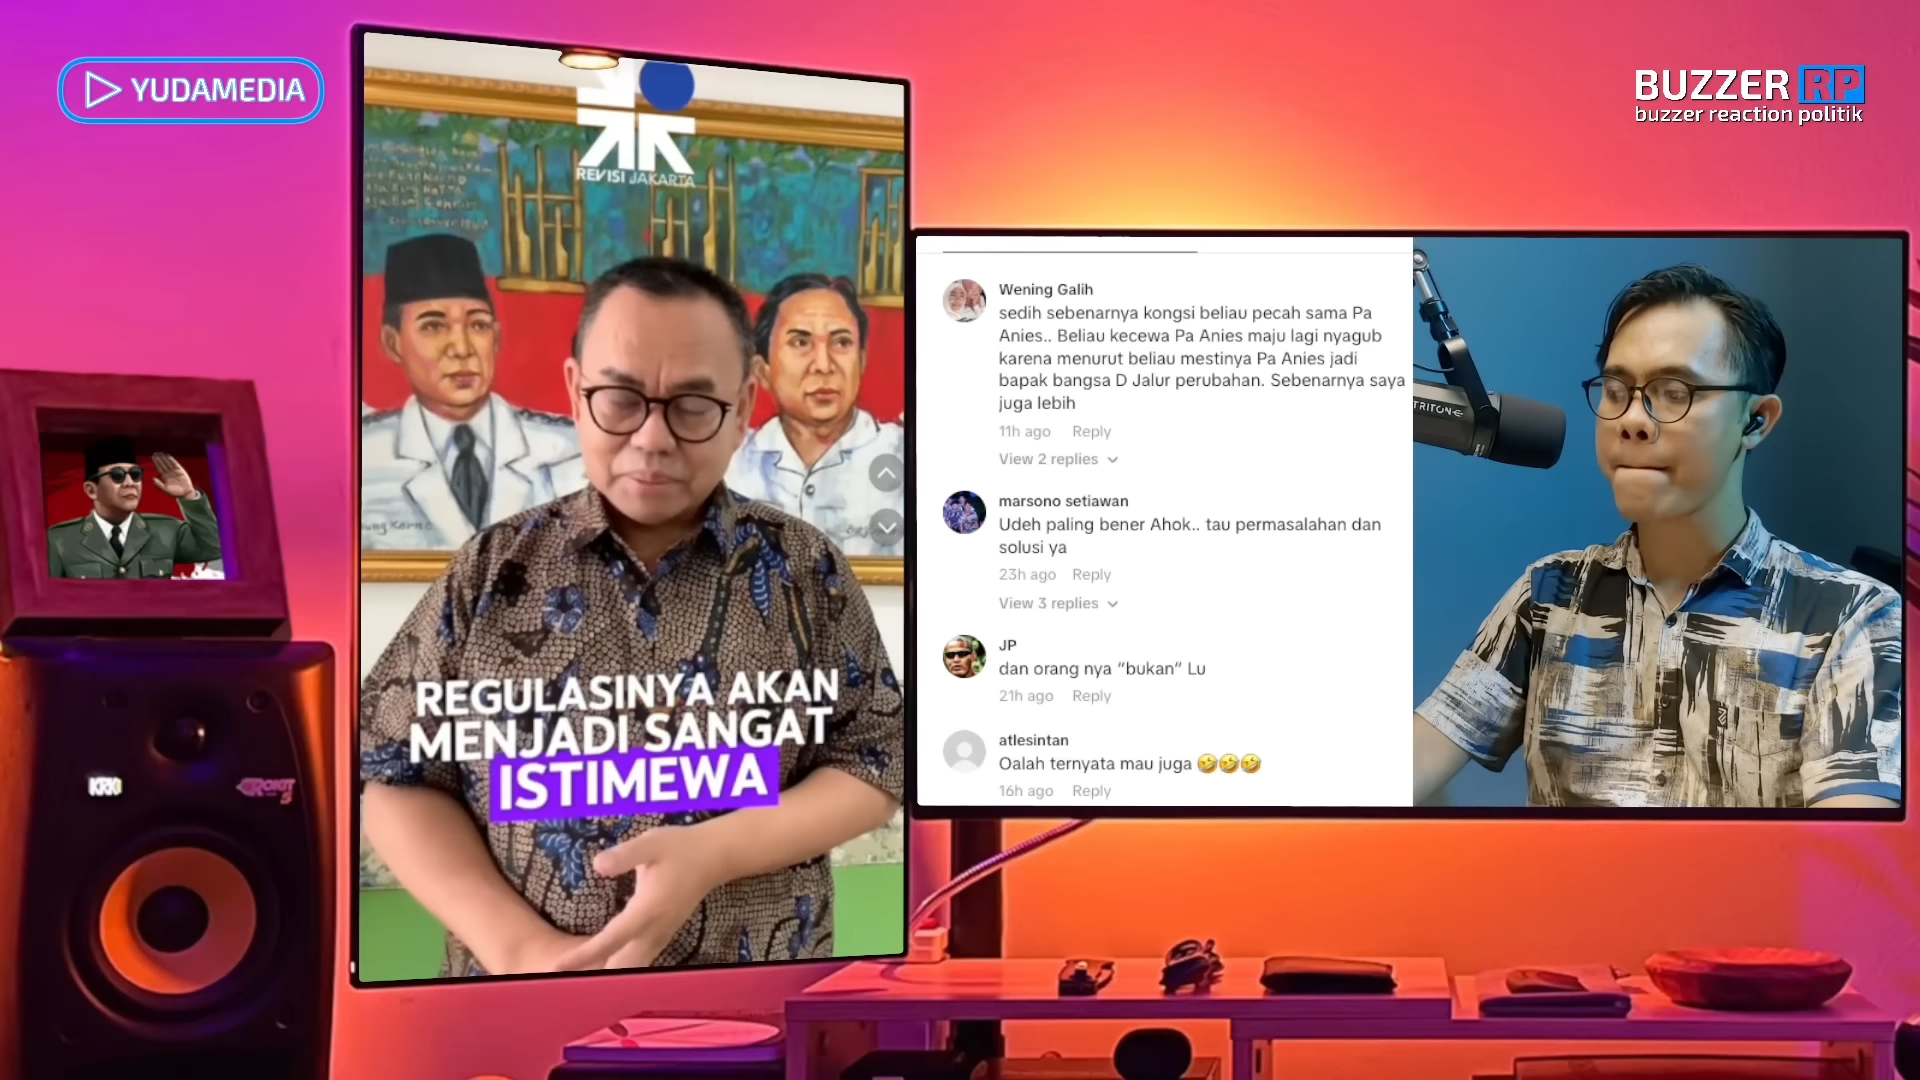 YUDAMEDIA
BUZZER RP
buzzer reaction politik
REVISI JAKARTA
REGULASINYA AKAN
MENJADI SANGAT
ISTIMEWA
Wening Galih
sedih sebenarnya kongsi beliau pecah sama Pa
Anies.. Beliau kecewa Pa Anies maju lagi nyagub
karena menurut beliau mestinya Pa Anies jadi
bapak bangsa D Jalur perubahan. Sebenarnya saya
juga lebih
11h ago Reply
View 2 replies
marsono setiawan
Udeh paling bener Ahok.. tau permasalahan dan
solusi ya
23h ago Reply
View 3 replies
JP
dan orang nya “bukan” Lu
21h ago Reply
atlesintan
Oalah ternyata mau juga 🤣🤣🤣
16h ago Reply
TRITON
KRK
ROKIT 5